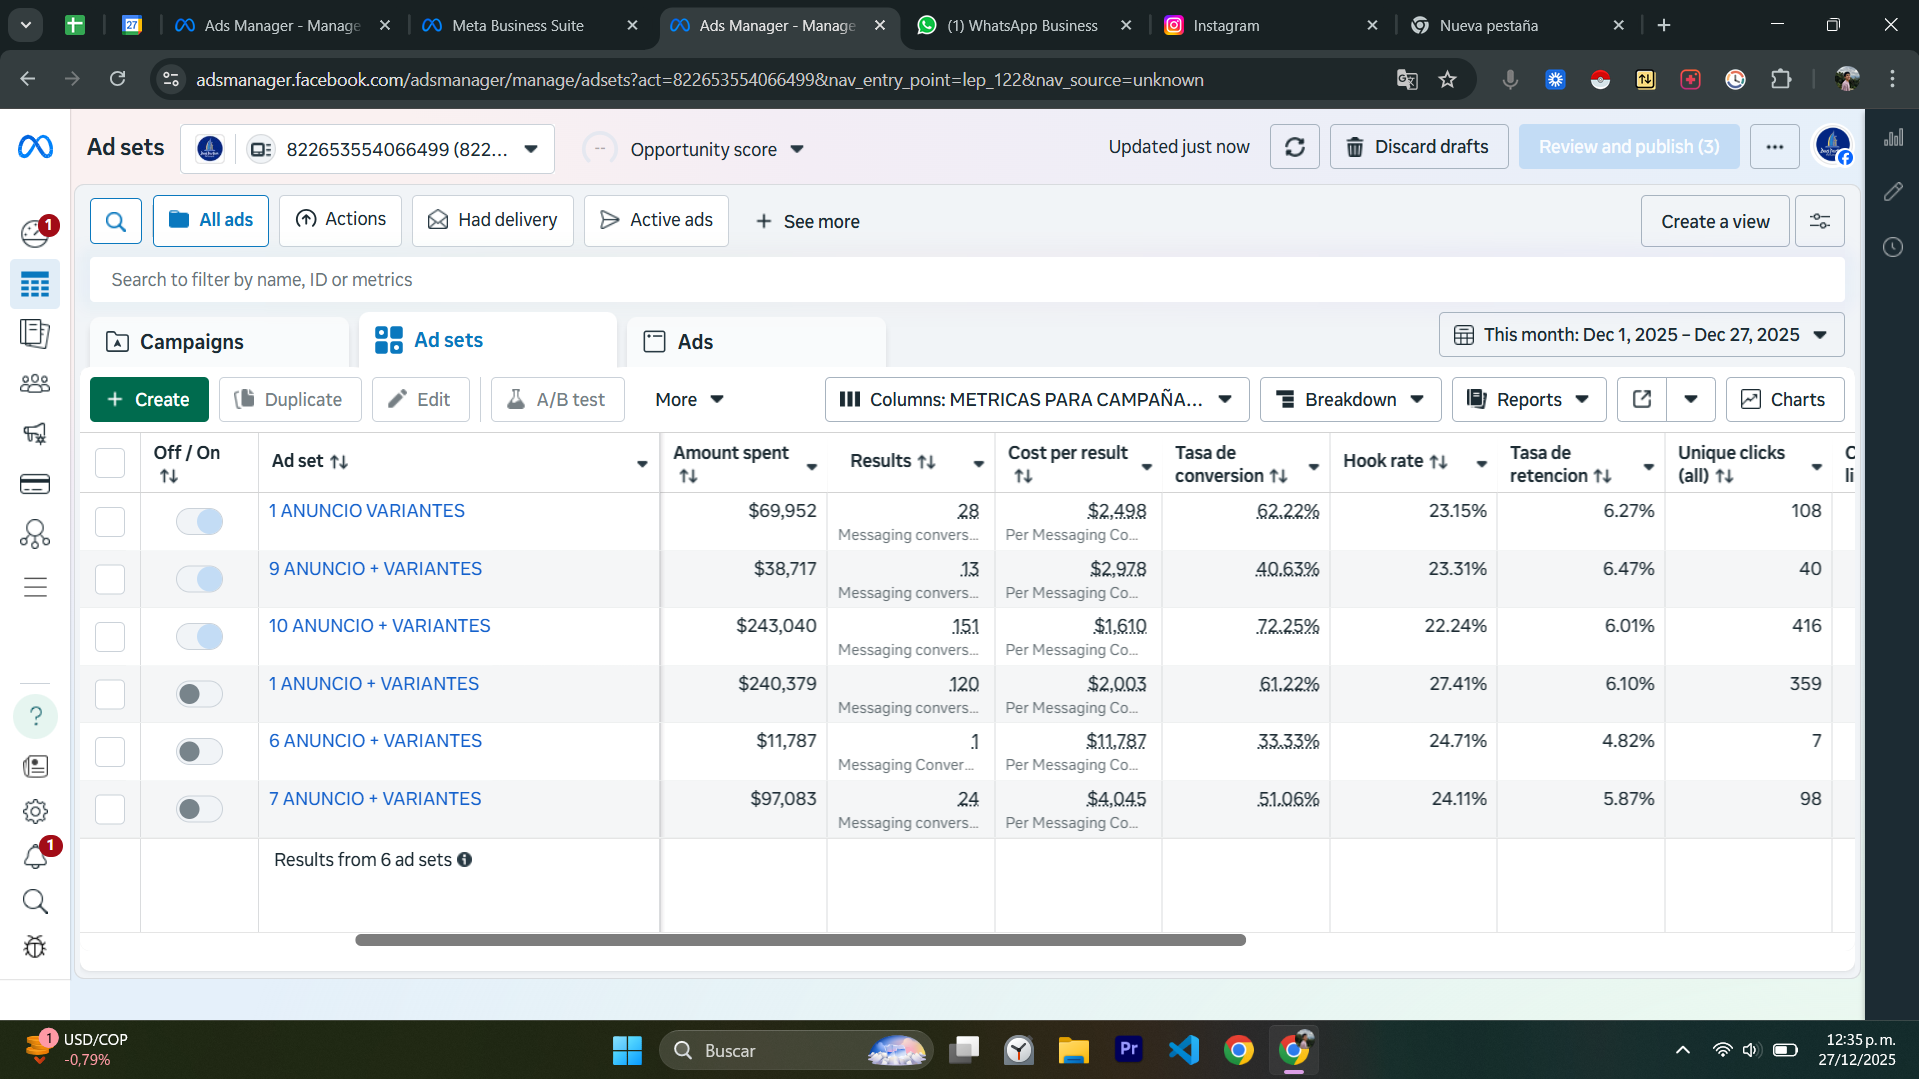 27
Ads Manager - Manage
Meta Business Suite
Ads Manager - Manage
(1) WhatsApp Business
Instagram
Nueva pestaña
adsmanager.facebook.com/adsmanager/manage/adsets?act=822653554066499&nav_entry_point=lep_122&nav_source=unknown
Ad sets
822653554066499 (822...
--
Opportunity score
Updated just now
Discard drafts
Review and publish (3)
1
All ads
Actions
Had delivery
Active ads
See more
Create a view
Search to filter by name, ID or metrics
Campaigns
Ad sets
Ads
This month: Dec 1, 2025 – Dec 27, 2025
Create
Duplicate
Edit
A/B test
More
Columns: METRICAS PARA CAMPAÑA...
Breakdown
Reports
Charts
Off / On
Ad set
Amount spent
Results
Cost per result
Tasa de conversion
Hook rate
Tasa de retencion
Unique clicks (all)
1 ANUNCIO VARIANTES
$69,952
28
$2,498
62.22%
23.15%
6.27%
108
Messaging convers...
Per Messaging Co...
9 ANUNCIO + VARIANTES
$38,717
13
$2,978
40.63%
23.31%
6.47%
40
Messaging convers...
Per Messaging Co...
10 ANUNCIO + VARIANTES
$243,040
151
$1,610
72.25%
22.24%
6.01%
416
Messaging convers...
Per Messaging Co...
1 ANUNCIO + VARIANTES
$240,379
120
$2,003
61.22%
27.41%
6.10%
359
Messaging convers...
Per Messaging Co...
6 ANUNCIO + VARIANTES
$11,787
1
$11,787
33.33%
24.71%
4.82%
7
Messaging Conver...
Per Messaging Co...
7 ANUNCIO + VARIANTES
$97,083
24
$4,045
51.06%
24.11%
5.87%
98
Messaging convers...
Per Messaging Co...
Results from 6 ad sets
?
1
1
USD/COP
-0,79%
Buscar
Pr
12:35 p. m.
27/12/2025